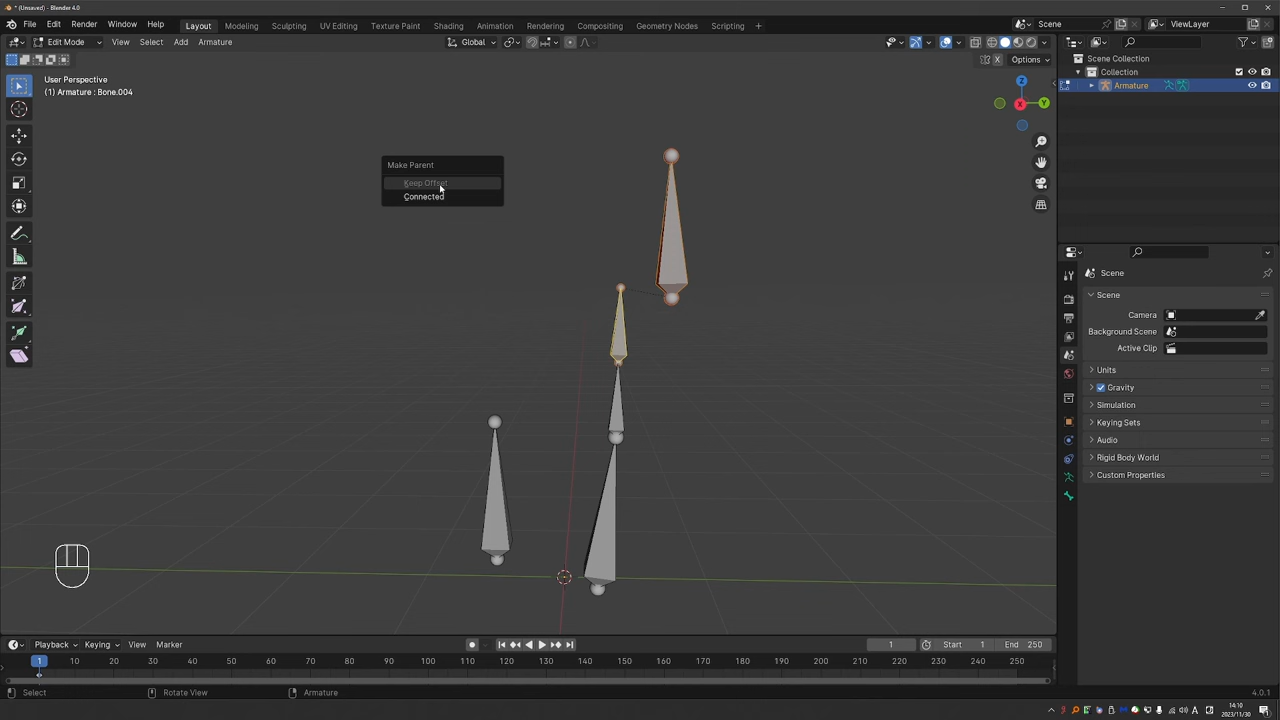 * (Unsaved) - Blender 4.0
File Edit Render Window Help Layout Modeling Sculpting UV Editing Texture Paint Shading Animation Rendering Compositing Geometry Nodes Scripting + Scene ViewLayer
Edit Mode View Select Add Armature Global
X Options
User Perspective
(1) Armature : Bone.004
Z
Y
X
Make Parent
Keep Offset
Connected
Scene Collection
Collection
Armature
Scene
Scene
Camera
Background Scene
Active Clip
Units
Gravity
Simulation
Keying Sets
Audio
Rigid Body World
Custom Properties
Playback Keying View Marker 1 Start 1 End 250
1 10 20 30 40 50 60 70 80 90 100 110 120 130 140 150 160 170 180 190 200 210 220 230 240 250
Select Rotate View Armature 4.0.1
A 14:10
2023/11/30